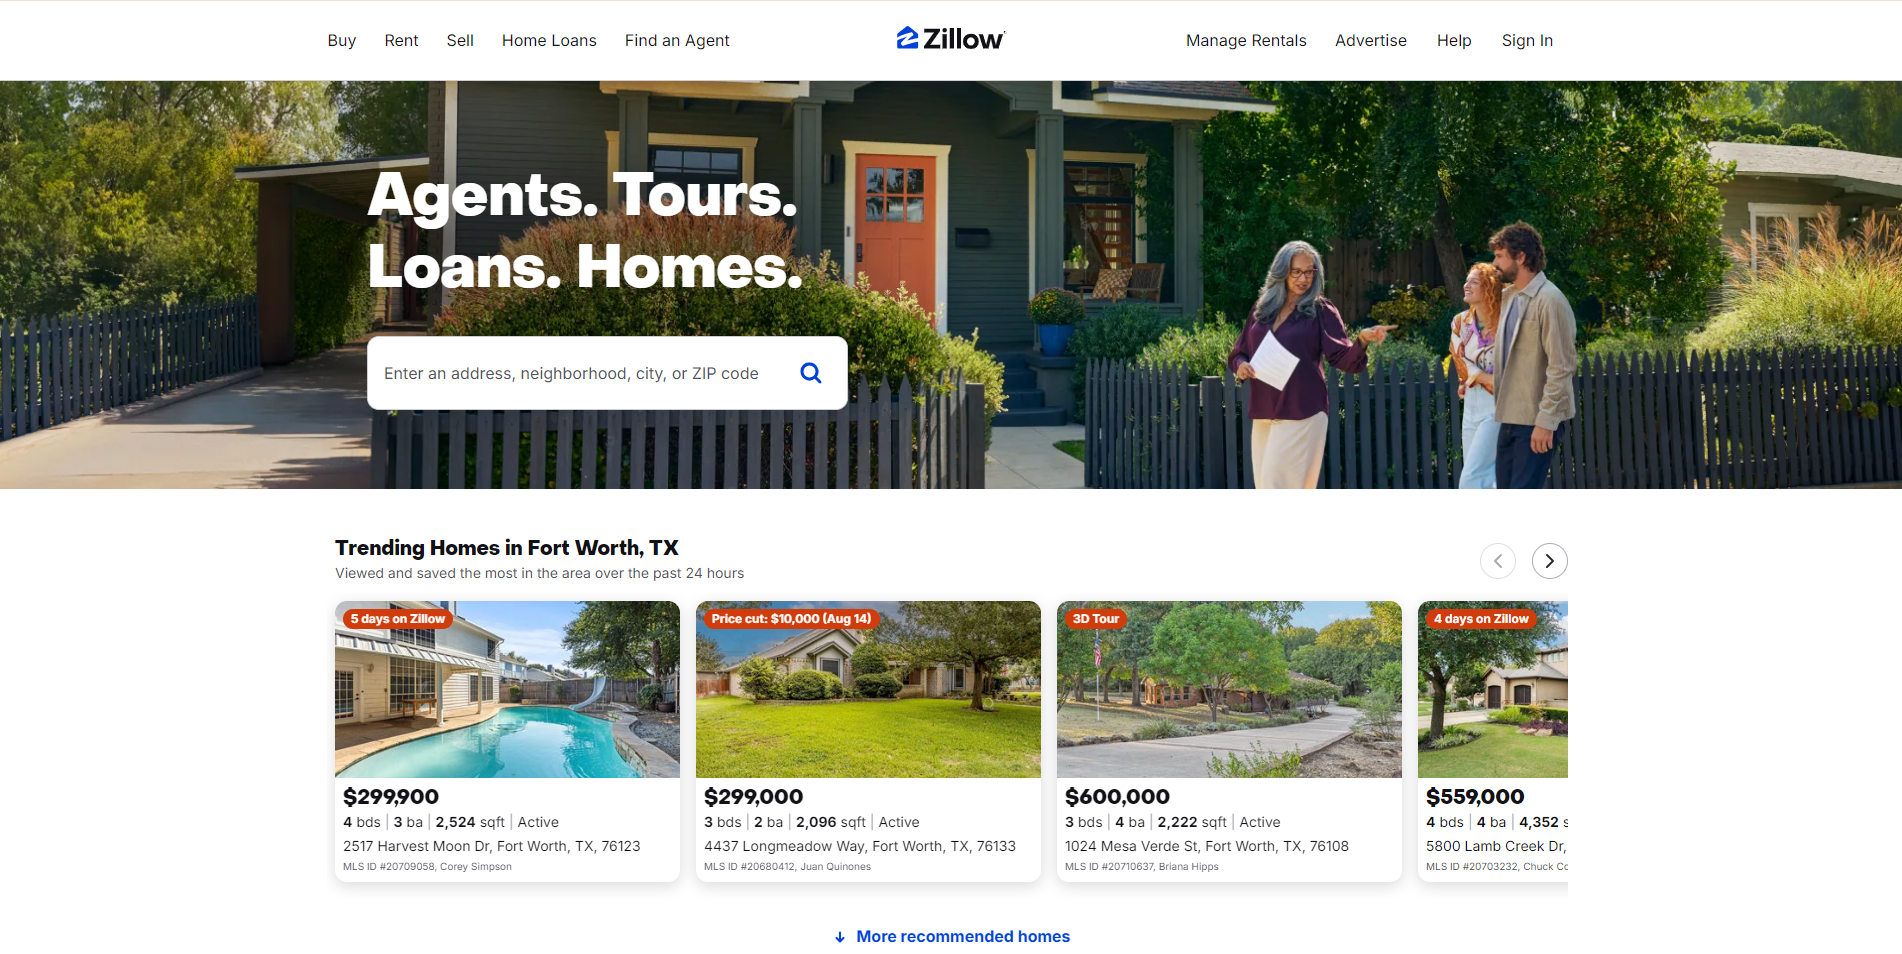 Buy
Rent
Sell
Home Loans
Find an Agent
Zillow
Manage Rentals
Advertise
Help
Sign In
Agents. Tours.
Loans. Homes.
Enter an address, neighborhood, city, or ZIP code
Trending Homes in Fort Worth, TX
Viewed and saved the most in the area over the past 24 hours
5 days on Zillow
$299,900
4 bds | 3 ba | 2,524 sqft | Active
2517 Harvest Moon Dr, Fort Worth, TX, 76123
MLS ID #20709058, Corey Simpson
Price cut: $10,000 (Aug 14)
$299,000
3 bds | 2 ba | 2,096 sqft | Active
4437 Longmeadow Way, Fort Worth, TX, 76133
MLS ID #20680412, Juan Quinones
3D Tour
$600,000
3 bds | 4 ba | 2,222 sqft | Active
1024 Mesa Verde St, Fort Worth, TX, 76108
MLS ID #20710637, Briana Hipps
4 days on Zillow
$559,000
4 bds | 4 ba | 4,352 s
5800 Lamb Creek Dr,
MLS ID #20703232, Chuck Co
More recommended homes